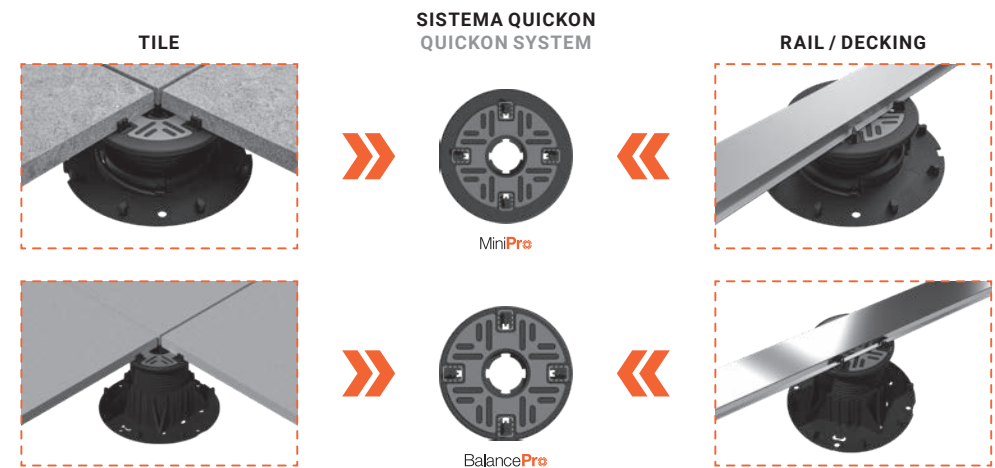 SISTEMA QUICKON
QUICKON SYSTEM
TILE
RAIL / DECKING
MiniPro
BalancePro